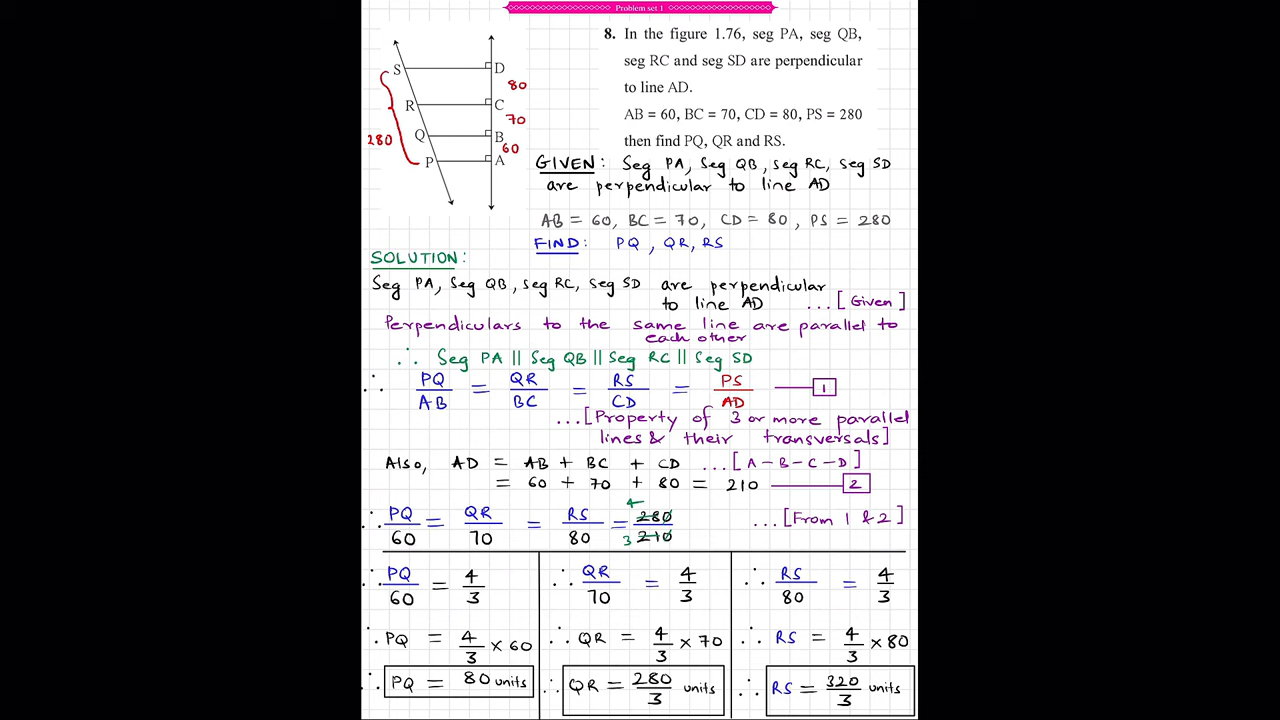 Problem set 1
8. In the figure 1.76, seg PA, seg QB,
seg RC and seg SD are perpendicular
to line AD.
AB = 60, BC = 70, CD = 80, PS = 280
then find PQ, QR and RS.
S D
80
R C
70
280
Q B
60
P A
GIVEN: Seg PA, Seg QB, seg RC, seg SD
are perpendicular to line AD
AB = 60, BC = 70, CD = 80, PS = 280
FIND: PQ, QR, RS
SOLUTION:
Seg PA, Seg QB, seg RC, seg SD are perpendicular
to line AD ...[Given]
Perpendiculars to the same line are parallel to
each other
∴ Seg PA || Seg QB || Seg RC || Seg SD
∴ PQ/AB = QR/BC = RS/CD = PS/AD —— 1
...[Property of 3 or more parallel
lines & their transversals]
Also, AD = AB + BC + CD ...[A-B-C-D]
= 60 + 70 + 80 = 210 —— 2
∴ PQ/60 = QR/70 = RS/80 = 280/210 4 3 ...[From 1 & 2]
∴ PQ/60 = 4/3 ∴ QR/70 = 4/3 ∴ RS/80 = 4/3
∴ PQ = 4/3 × 60 ∴ QR = 4/3 × 70 ∴ RS = 4/3 × 80
∴ PQ = 80 units ∴ QR = 280/3 units ∴ RS = 320/3 units